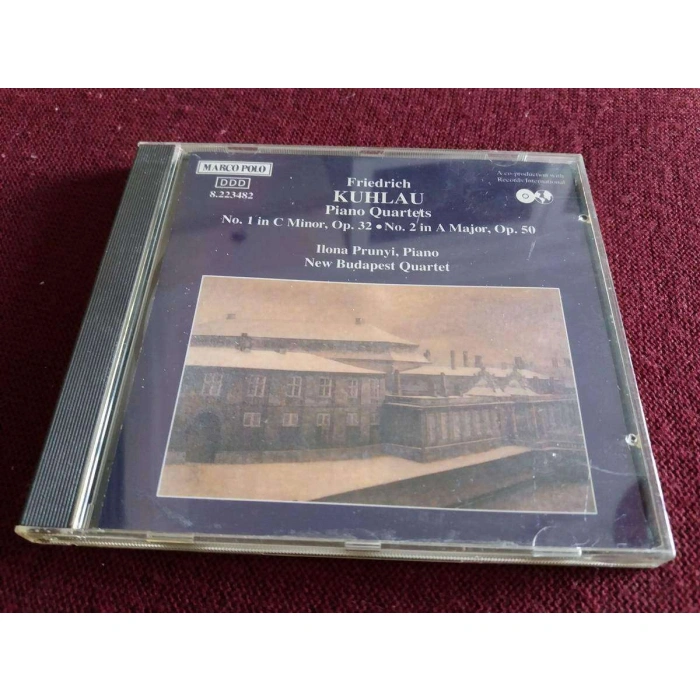 MARCO POLO
DDD
8.223482
Friedrich
KUHLAU
Piano Quartets
No. 1 in C Minor, Op. 32 • No. 2 in A Major, Op. 50
Ilona Prunyi, Piano
New Budapest Quartet
A co-production with
Records International